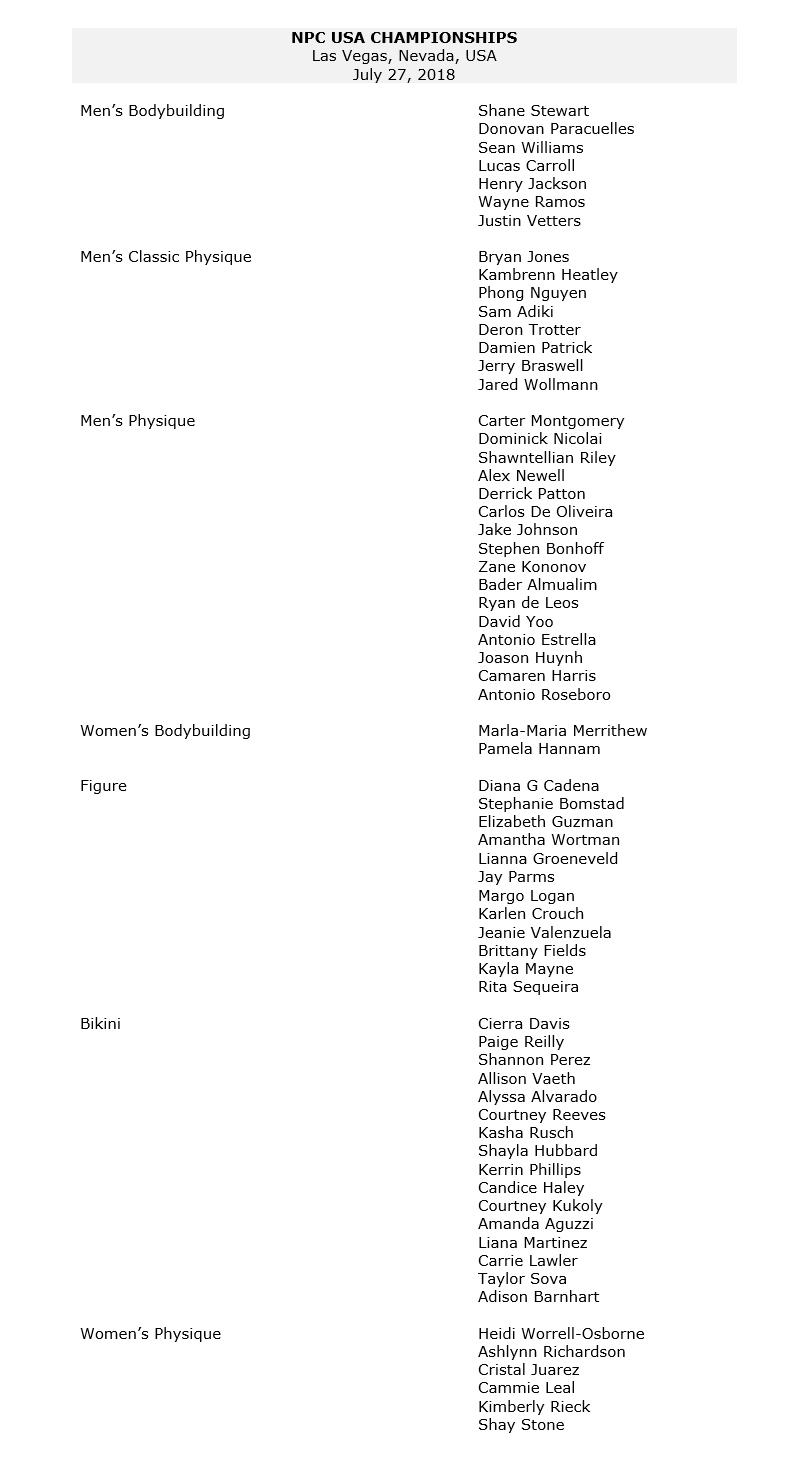 NPC USA CHAMPIONSHIPS
Las Vegas, Nevada, USA
July 27, 2018
Men’s Bodybuilding Shane Stewart
Donovan Paracuelles
Sean Williams
Lucas Carroll
Henry Jackson
Wayne Ramos
Justin Vetters
Men’s Classic Physique Bryan Jones
Kambrenn Heatley
Phong Nguyen
Sam Adiki
Deron Trotter
Damien Patrick
Jerry Braswell
Jared Wollmann
Men’s Physique Carter Montgomery
Dominick Nicolai
Shawntellian Riley
Alex Newell
Derrick Patton
Carlos De Oliveira
Jake Johnson
Stephen Bonhoff
Zane Kononov
Bader Almualim
Ryan de Leos
David Yoo
Antonio Estrella
Joason Huynh
Camaren Harris
Antonio Roseboro
Women’s Bodybuilding Marla-Maria Merrithew
Pamela Hannam
Figure Diana G Cadena
Stephanie Bomstad
Elizabeth Guzman
Amantha Wortman
Lianna Groeneveld
Jay Parms
Margo Logan
Karlen Crouch
Jeanie Valenzuela
Brittany Fields
Kayla Mayne
Rita Sequeira
Bikini Cierra Davis
Paige Reilly
Shannon Perez
Allison Vaeth
Alyssa Alvarado
Courtney Reeves
Kasha Rusch
Shayla Hubbard
Kerrin Phillips
Candice Haley
Courtney Kukoly
Amanda Aguzzi
Liana Martinez
Carrie Lawler
Taylor Sova
Adison Barnhart
Women’s Physique Heidi Worrell-Osborne
Ashlynn Richardson
Cristal Juarez
Cammie Leal
Kimberly Rieck
Shay Stone